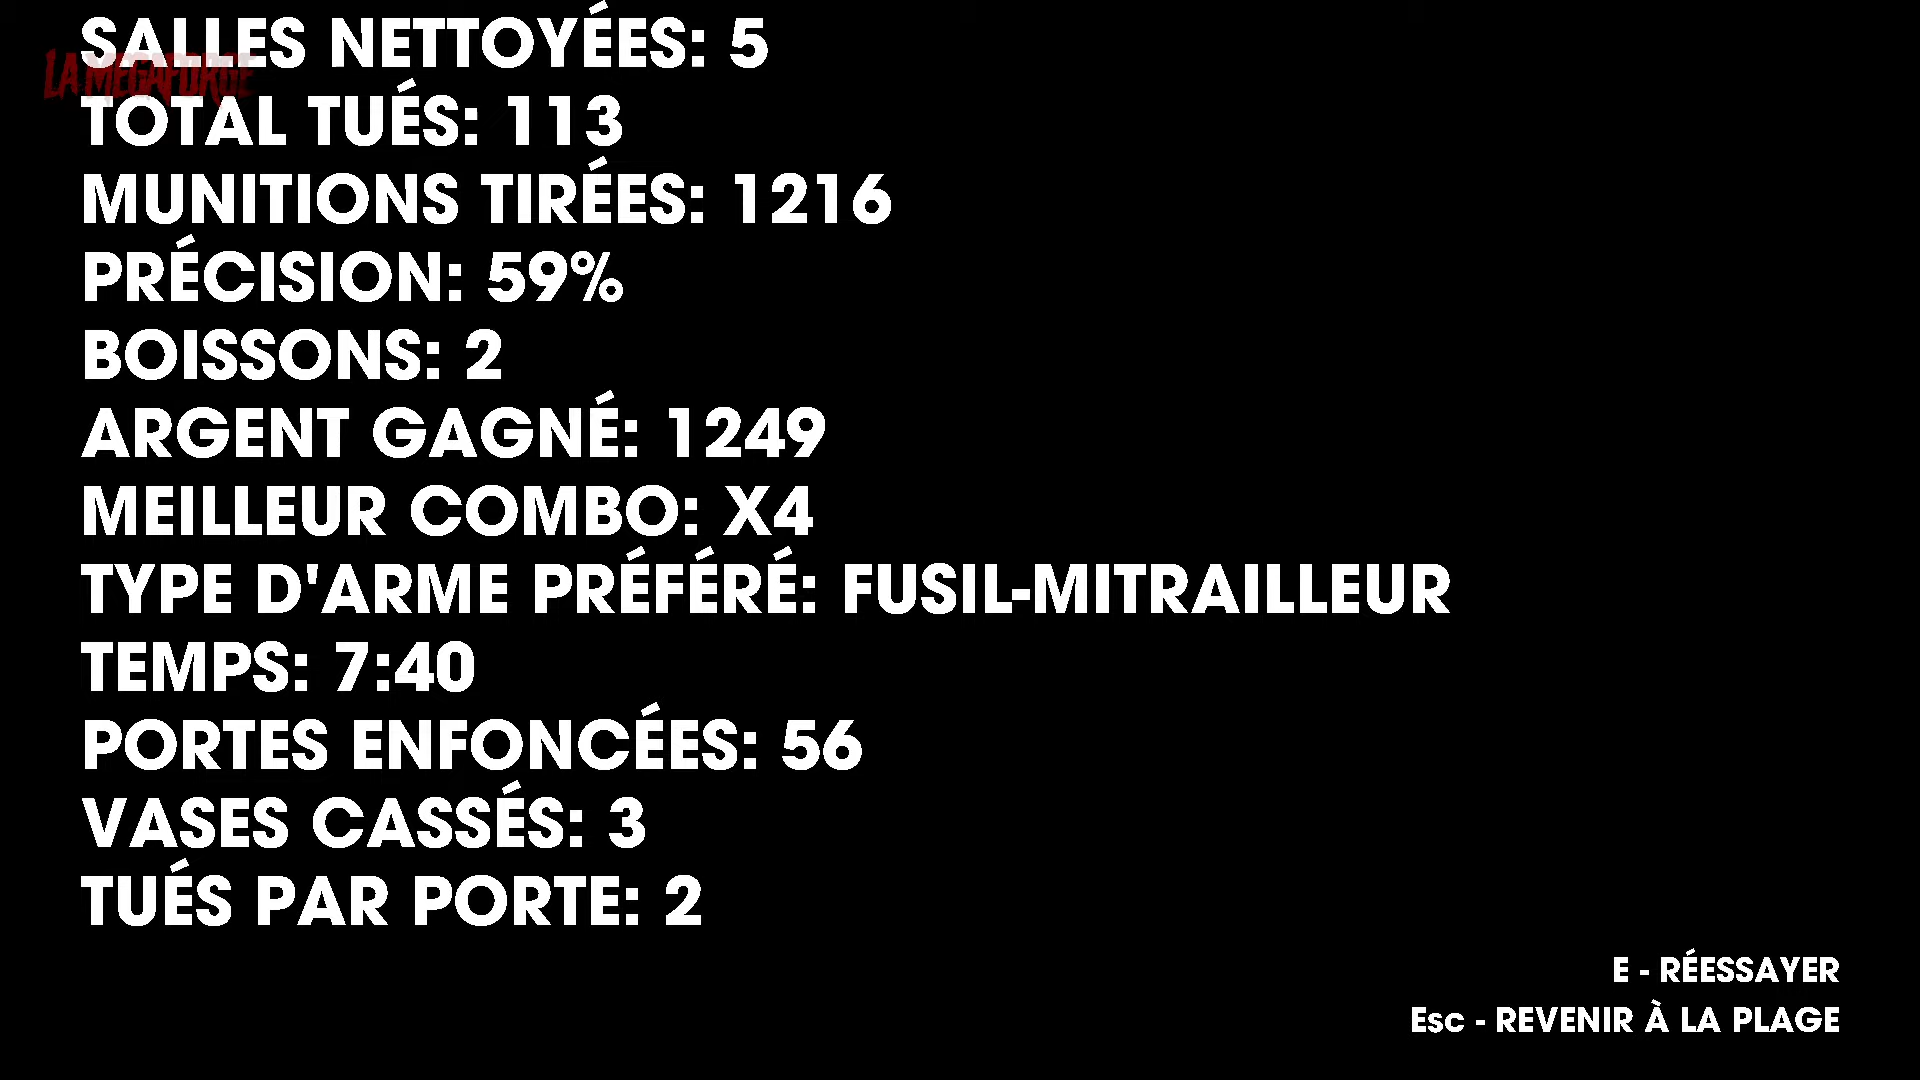 SALLES NETTOYÉES: 5
LA MEGAFORGE
TOTAL TUÉS: 113
MUNITIONS TIRÉES: 1216
PRÉCISION: 59%
BOISSONS: 2
ARGENT GAGNÉ: 1249
MEILLEUR COMBO: X4
TYPE D'ARME PRÉFÉRÉ: FUSIL-MITRAILLEUR
TEMPS: 7:40
PORTES ENFONCÉES: 56
VASES CASSÉS: 3
TUÉS PAR PORTE: 2
E - RÉESSAYER
Esc - REVENIR À LA PLAGE